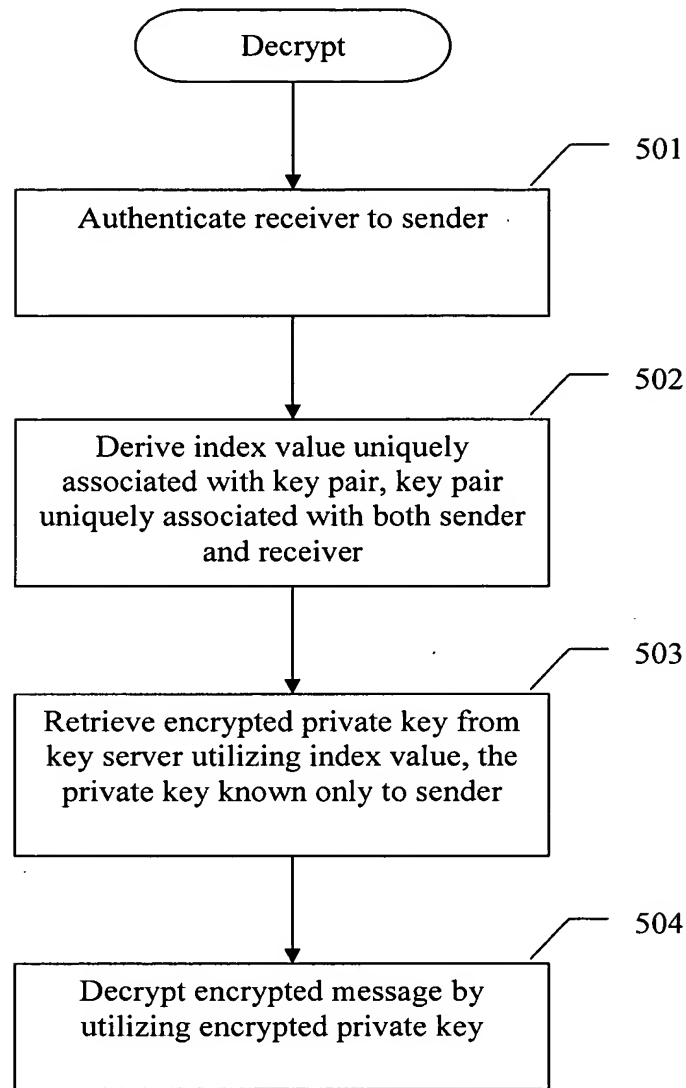 Decrypt
501
Authenticate receiver to sender
502
Derive index value uniquely
associated with key pair, key pair
uniquely associated with both sender
and receiver
503
Retrieve encrypted private key from
key server utilizing index value, the
private key known only to sender
504
Decrypt encrypted message by
utilizing encrypted private key